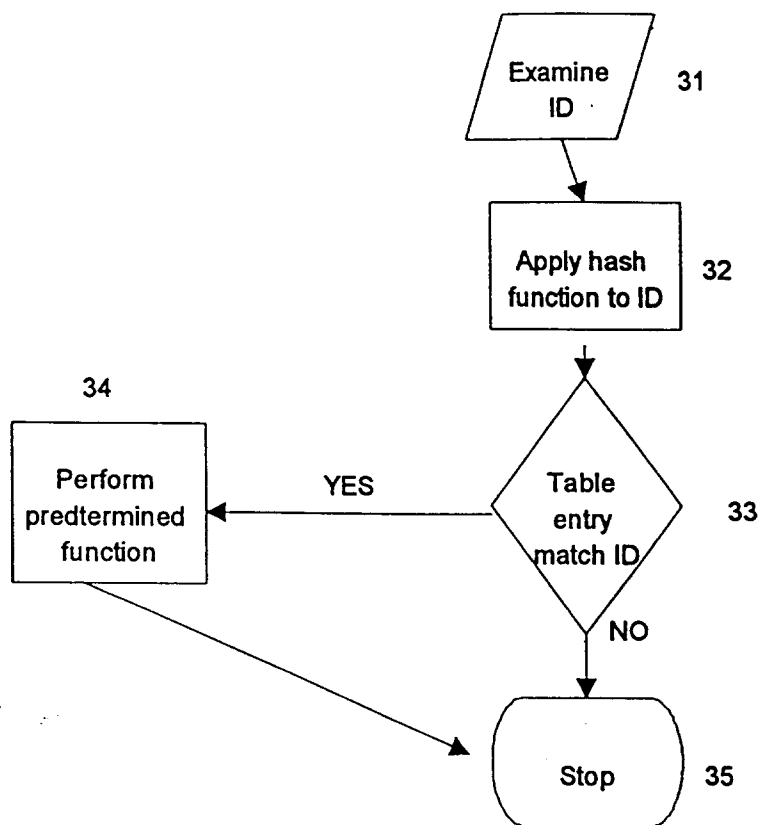 Examine
ID
31
Apply hash
function to ID
32
34
Perform
predtermined
function
YES
Table
entry
match ID
33
NO
Stop
35